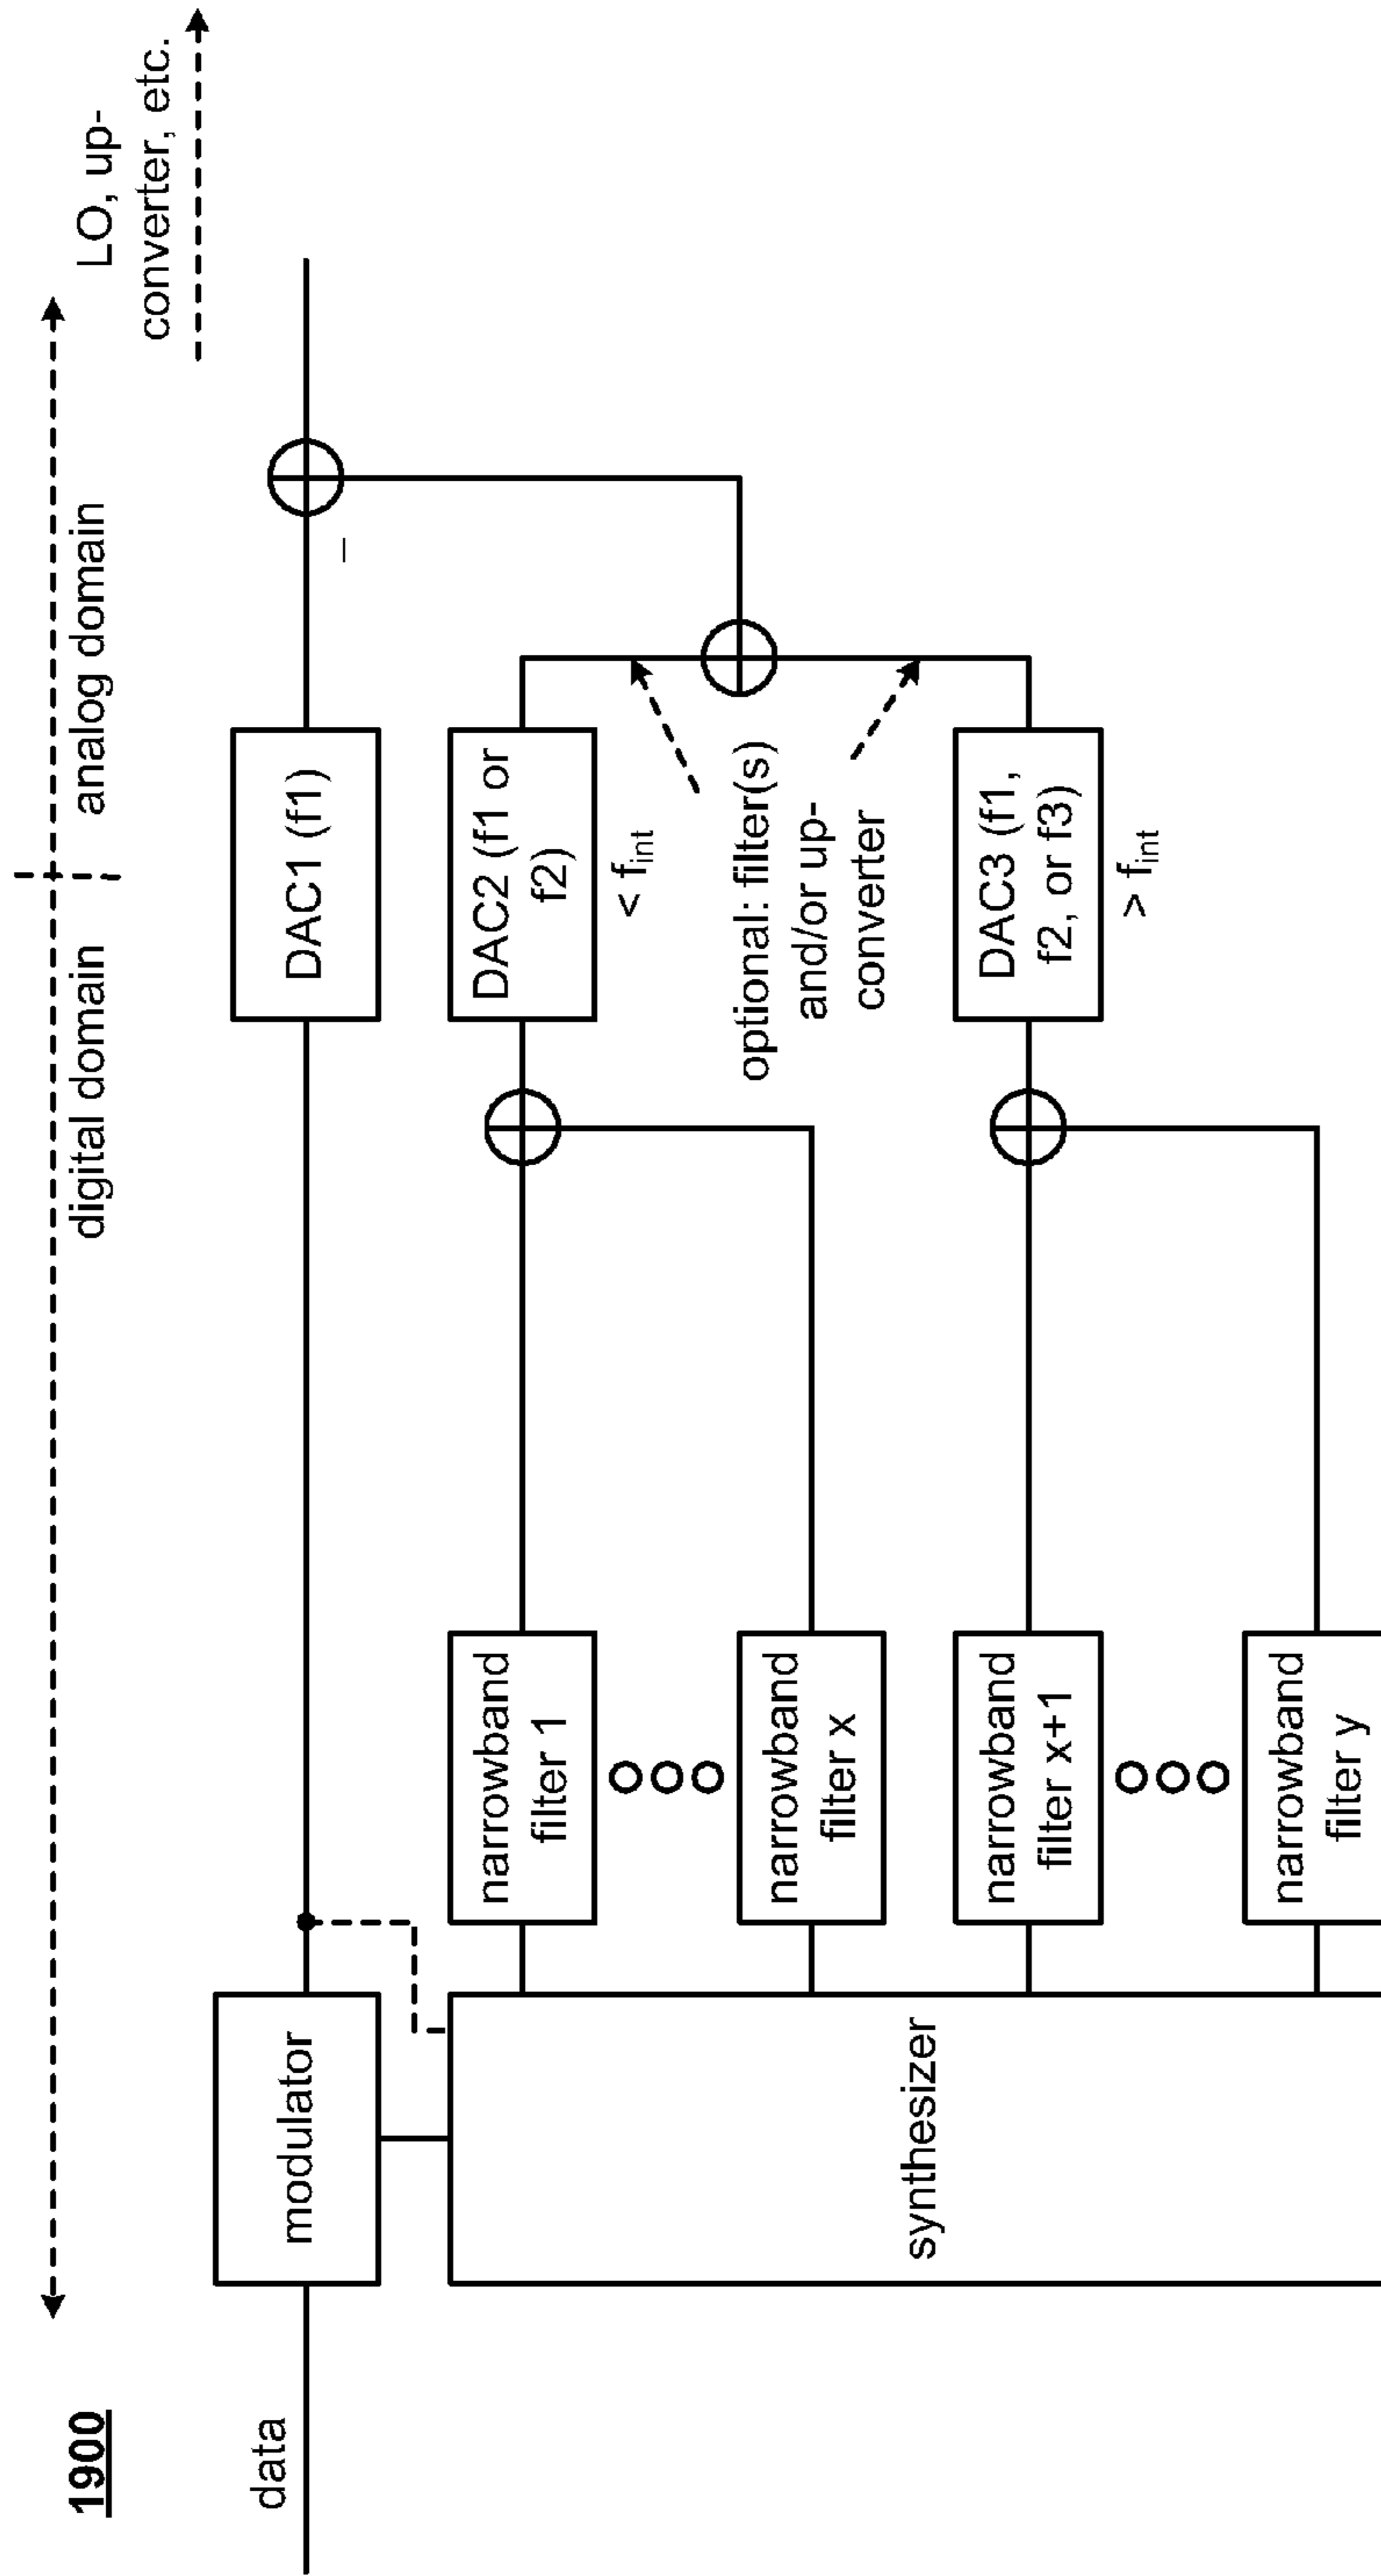 1900
digital domain
analog domain
LO, up-
converter, etc.
data
modulator
DAC1 (f1)
–
synthesizer
narrowband
filter 1
narrowband
filter x
narrowband
filter x+1
narrowband
filter y
DAC2 (f1 or
f2)
< fint
optional: filter(s)
and/or up-
converter
DAC3 (f1,
f2, or f3)
> fint